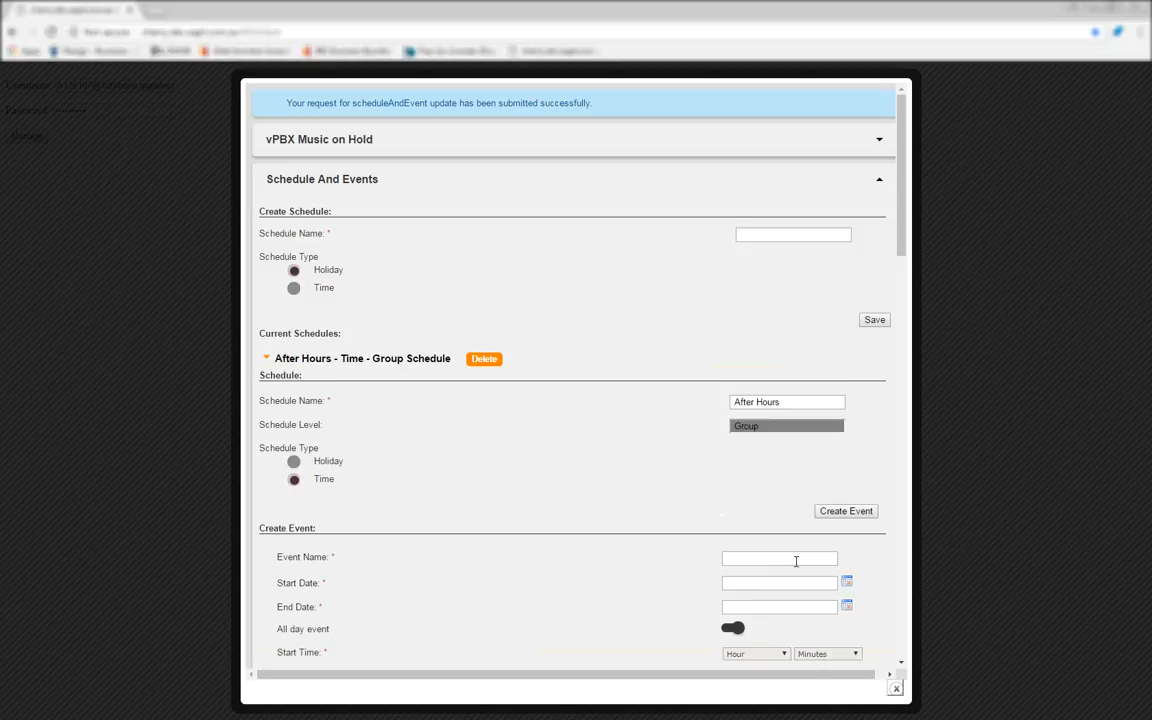 Your request for scheduleAndEvent update has been submitted successfully.
vPBX Music on Hold
Schedule And Events
Create Schedule:
Schedule Name: *
Schedule Type
Holiday
Time
Save
Current Schedules:
After Hours - Time - Group Schedule Delete
Schedule:
Schedule Name: * After Hours
Schedule Level: Group
Schedule Type
Holiday
Time
Create Event
Create Event:
Event Name: *
Start Date: *
End Date: *
All day event
Start Time: * Hour Minutes
x